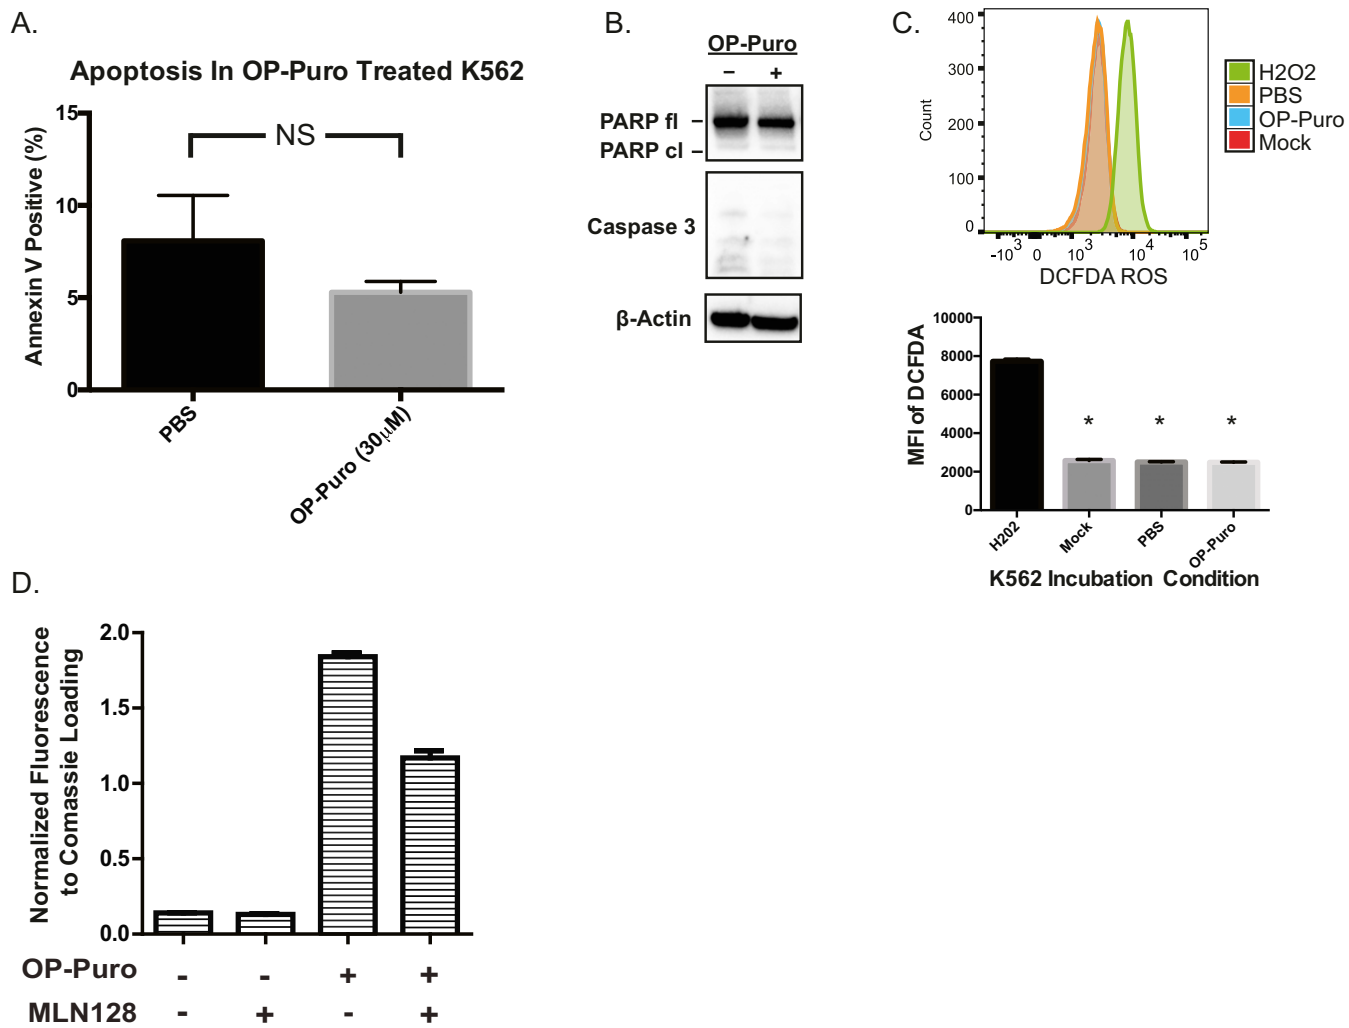 A.
Apoptosis In OP-Puro Treated K562
Annexin V Positive (%)
15
10
5
0
NS
PBS
OP-Puro (30μM)
B.
OP-Puro
– +
PARP fl –
PARP cl –
Caspase 3
β-Actin
C.
Count
400
300
200
100
0
-10³ 0 10³ 10⁴ 10⁵
DCFDA ROS
H2O2
PBS
OP-Puro
Mock
MFI of DCFDA
10000
8000
6000
4000
2000
0
* * *
H202
Mock
PBS
OP-Puro
K562 Incubation Condition
D.
Normalized Fluorescence
to Comassie Loading
2.0
1.5
1.0
0.5
0.0
OP-Puro - - + +
MLN128 - + - +